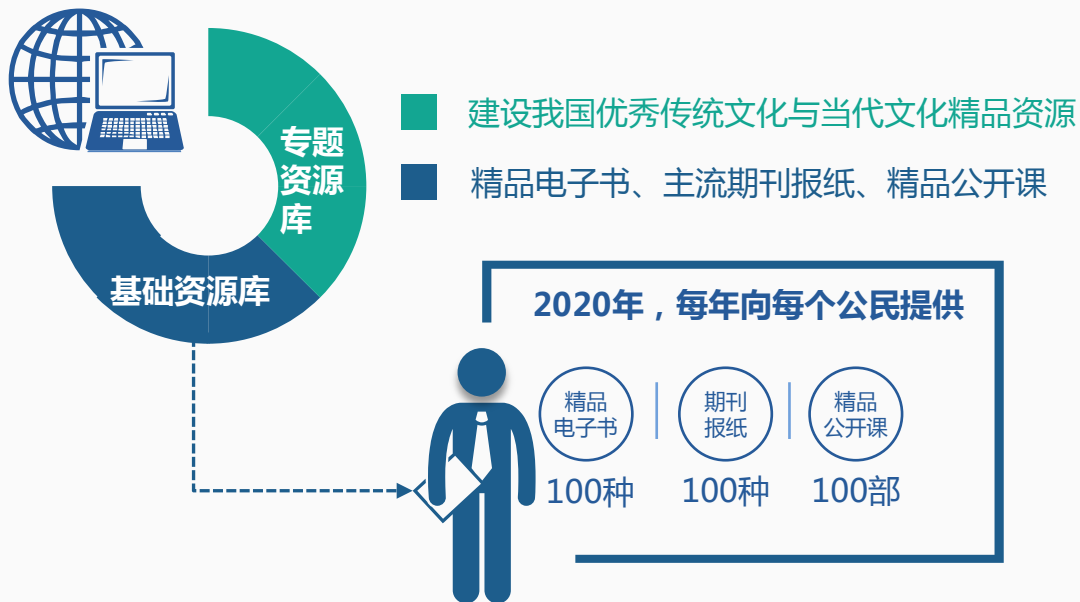 专题
资源
库
基础资源库
建设我国优秀传统文化与当代文化精品资源
精品电子书、主流期刊报纸、精品公开课
2020年，每年向每个公民提供
精品
电子书
期刊
报纸
精品
公开课
100种
100种
100部